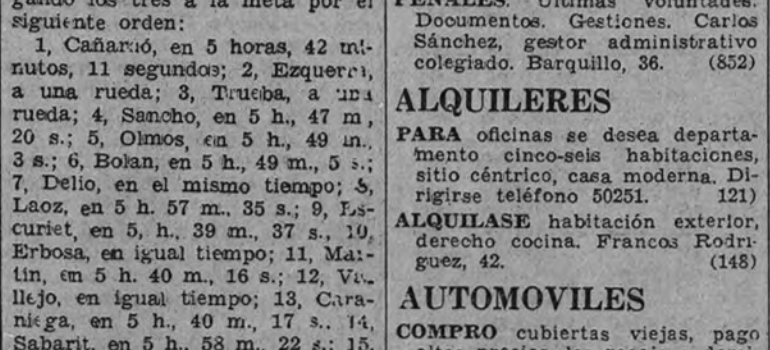 gando los tres a la meta por el
siguiente orden:
1, Cañardó, en 5 horas, 42 mi-
nutos, 11 segundos; 2, Ezquerra,
a una rueda; 3, Trueba, a una
rueda; 4, Sancho, en 5 h., 47 m.,
20 s.; 5, Olmos, en 5 h., 49 m.,
3 s.; 6, Bolan, en 5 h., 49 m., 5 s.;
7, Delio, en el mismo tiempo; 8,
Laoz, en 5 h. 57 m., 35 s.; 9, Es-
curiet, en 5, h., 39 m., 37 s., 10,
Erbosa, en igual tiempo; 11, Mar-
tín, en 5 h. 40 m., 16 s.; 12, Va-
llejo, en igual tiempo; 13, Cara-
niega, en 5 h., 40 m., 17 s.. 14,
Sabarit, en 5 h., 58 m., 22 s.; 15,
PENALES. Últimas voluntades.
Documentos. Gestiones. Carlos
Sánchez, gestor administrativo
colegiado. Barquillo, 36. (852)
ALQUILERES
PARA oficinas se desea departa-
mento cinco-seis habitaciones,
sitio céntrico, casa moderna. Di-
rigirse teléfono 50251. 121)
ALQUILASE habitación exterior,
derecho cocina. Francos Rodrí-
guez, 42. (148)
AUTOMOVILES
COMPRO cubiertas viejas, pago